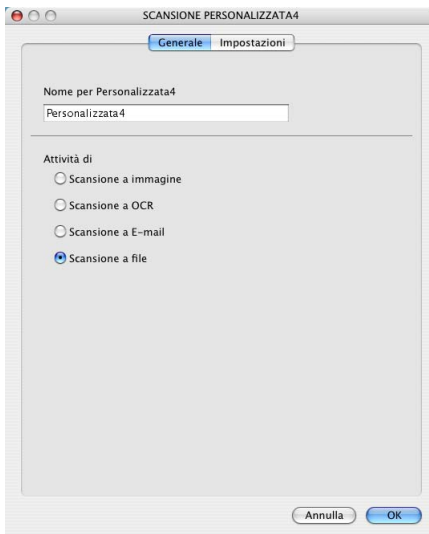 SCANSIONE PERSONALIZZATA4
Generale Impostazioni
Nome per Personalizzata4
Personalizzata4
Attività di
Scansione a immagine
Scansione a OCR
Scansione a E-mail
Scansione a file
Annulla OK